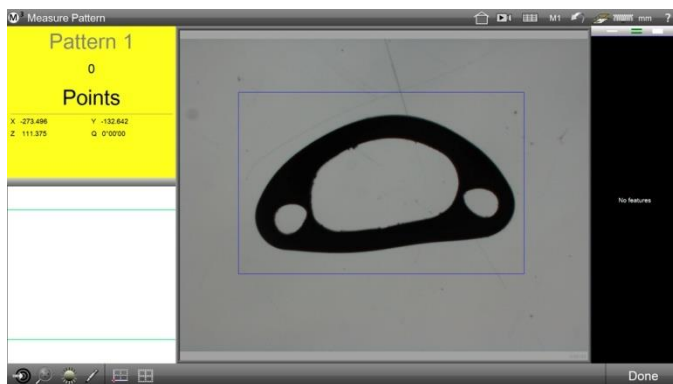 M³ Measure Pattern
M1
mm
?
Pattern 1
0
Points
X -273.496
Y -132.642
Z 111.375
Q 0°00'00
No features
Done